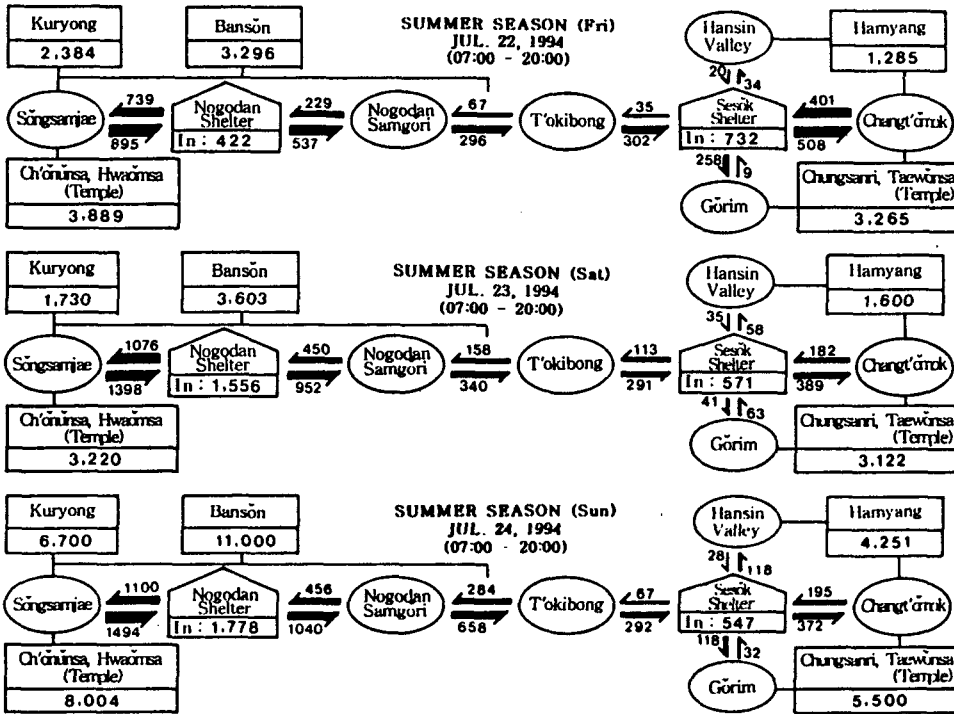 Kuryong
2,384
Bansŏn
3.296
SUMMER SEASON (Fri)
JUL. 22, 1994
(07:00 - 20:00)
Hansin
Valley
Hamyang
1,285
20
34
Sŏngsamjae
739
895
Nogodan
Shelter
In : 422
229
537
Nogodan
Samgori
67
296
T'okibong
35
302
Sesŏk
Shelter
In : 732
401
508
Changt'ŏmok
258
9
Ch'ŏnŭnsa, Hwaŏmsa
(Temple)
3.889
Gŏrim
Chungsanri, Taewŏnsa
(Temple)
3.265
Kuryong
1,730
Bansŏn
3.603
SUMMER SEASON (Sat)
JUL. 23, 1994
(07:00 - 20:00)
Hansin
Valley
Hamyang
1,600
35
58
Sŏngsamjae
1076
1398
Nogodan
Shelter
In : 1,556
450
952
Nogodan
Samgori
158
340
T'okibong
113
291
Sesŏk
Shelter
In : 571
182
389
Changt'ŏmok
41
63
Ch'ŏnŭnsa, Hwaŏmsa
(Temple)
3.220
Gŏrim
Chungsanri, Taewŏnsa
(Temple)
3.122
Kuryong
6.700
Bansŏn
11.000
SUMMER SEASON (Sun)
JUL. 24, 1994
(07:00 - 20:00)
Hansin
Valley
Hamyang
4.251
28
118
Sŏngsamjae
1100
1494
Nogodan
Shelter
In : 1.778
456
1040
Nogodan
Samgori
284
658
T'okibong
67
292
Sesŏk
Shelter
In : 547
195
372
Changt'ŏmok
118
32
Ch'ŏnŭnsa, Hwaŏmsa
(Temple)
8.004
Gŏrim
Chungsanri, Taewŏnsa
(Temple)
5.500